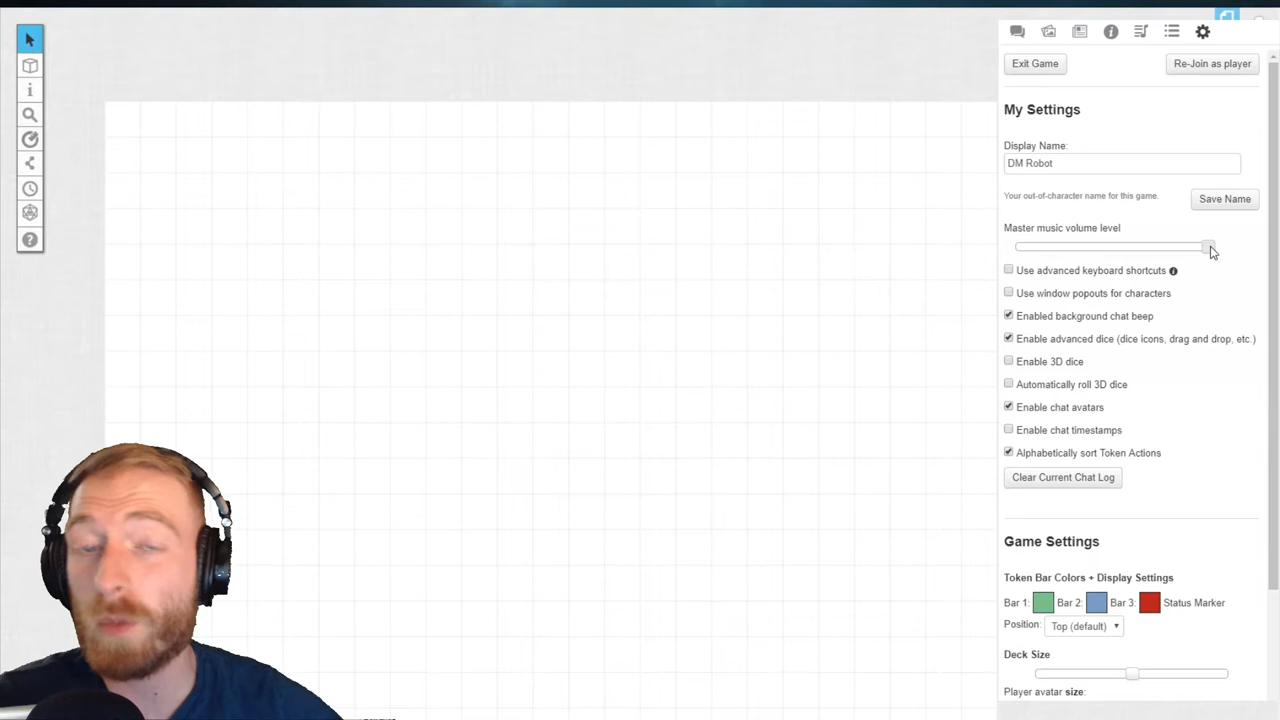 Exit Game
Re-Join as player
My Settings
Display Name:
DM Robot
Your out-of-character name for this game.
Save Name
Master music volume level
Use advanced keyboard shortcuts
Use window popouts for characters
Enabled background chat beep
Enable advanced dice (dice icons, drag and drop, etc.)
Enable 3D dice
Automatically roll 3D dice
Enable chat avatars
Enable chat timestamps
Alphabetically sort Token Actions
Clear Current Chat Log
Game Settings
Token Bar Colors + Display Settings
Bar 1: Bar 2: Bar 3: Status Marker
Position: Top (default)
Deck Size
Player avatar size: